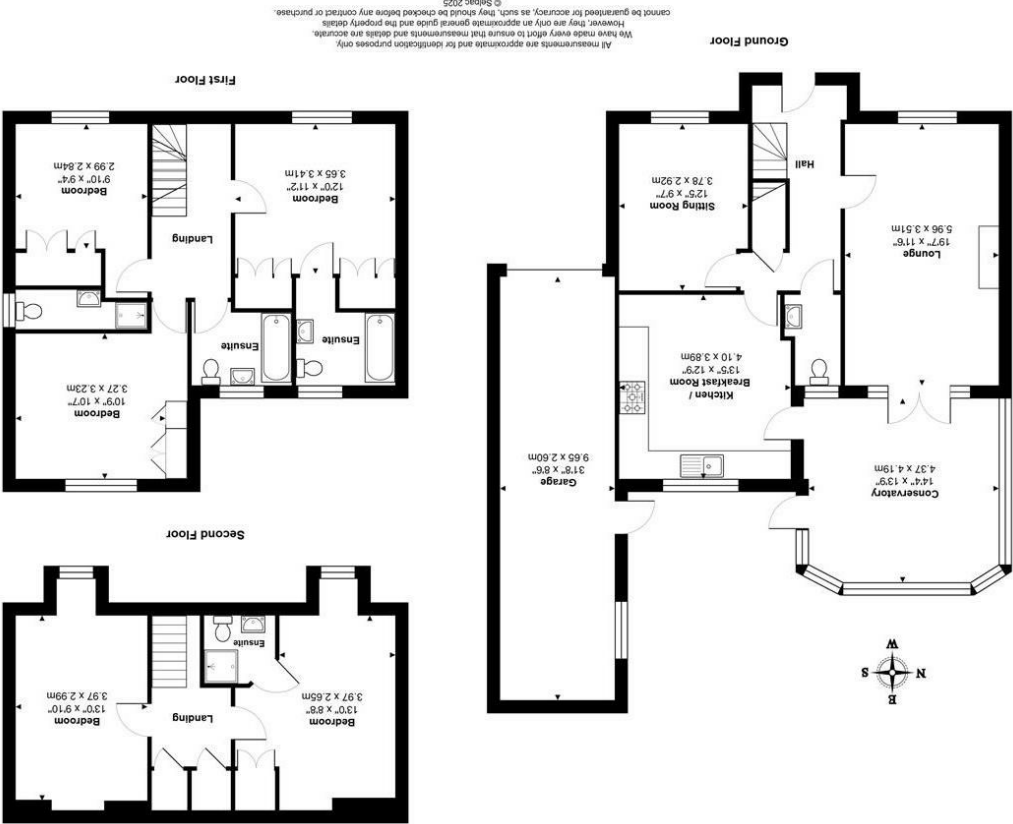 E
N
S
W
Conservatory
14'4" x 13'9"
4.37 x 4.19m
Kitchen /
Breakfast Room
13'5" x 12'9"
4.10 x 3.89m
Garage
31'8" x 8'6"
9.65 x 2.60m
Lounge
19'7" x 11'6"
5.96 x 3.51m
Sitting Room
12'5" x 9'7"
3.78 x 2.92m
Hall
Ground Floor
Bedroom
13'0" x 8'8"
3.97 x 2.65m
Landing
Bedroom
13'0" x 9'10"
3.97 x 2.99m
Ensuite
Second Floor
Bedroom
10'9" x 10'7"
3.27 x 3.23m
Ensuite
Ensuite
Landing
Bedroom
12'0" x 11'2"
3.65 x 3.41m
Bedroom
9'10" x 9'4"
2.99 x 2.84m
First Floor
All measurements are approximate and for identification purposes only.
We have made every effort to ensure that measurements and details are accurate.
However, they are only an approximate general guide and the property details
cannot be guaranteed for accuracy, as such, they should be checked before any contract or purchase.
© Selpac 2025